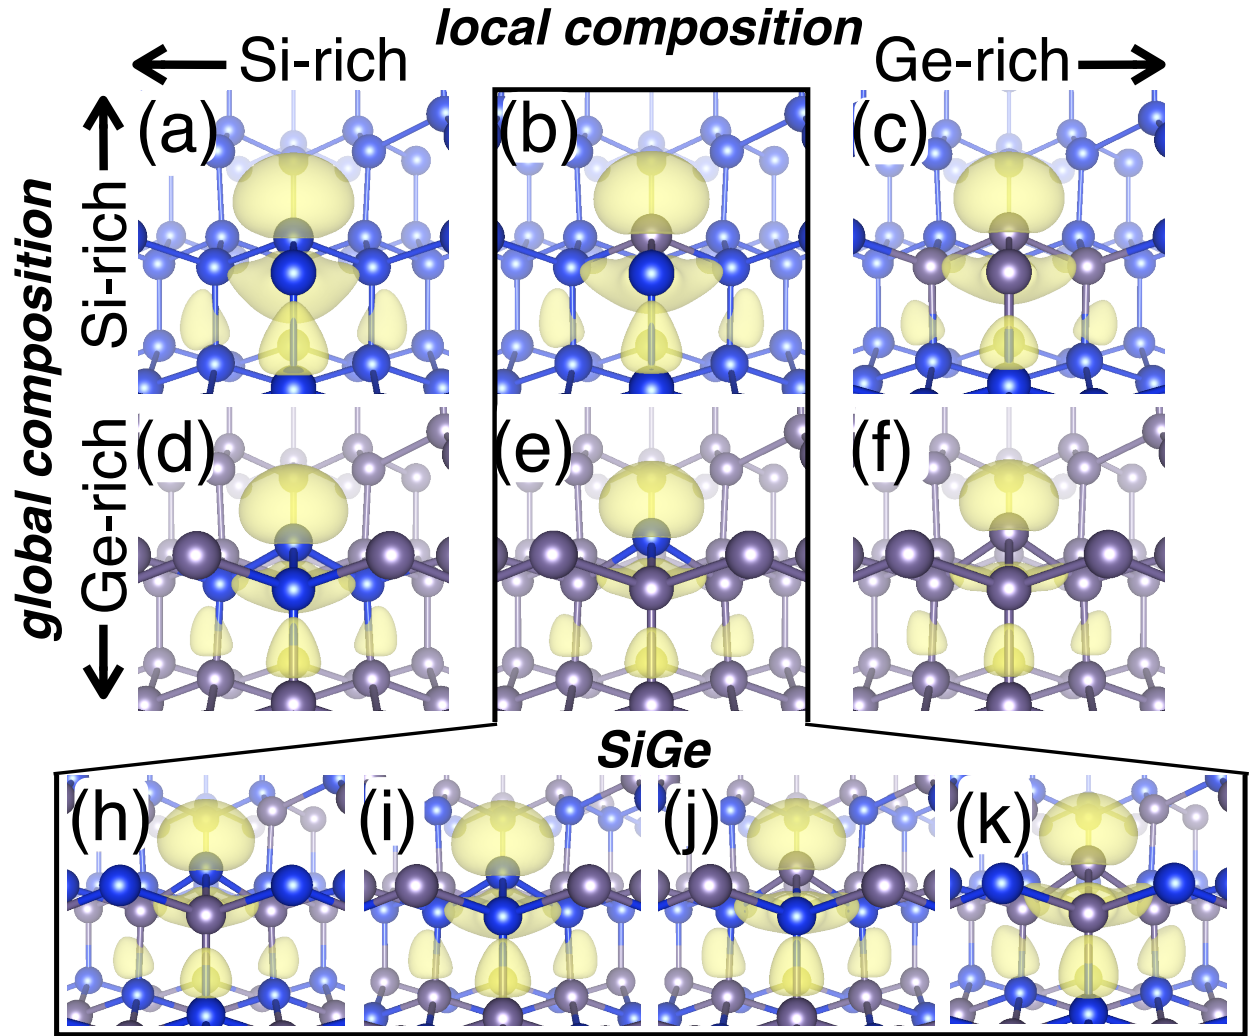 local composition
Si-rich
Ge-rich
global composition
Si-rich
Ge-rich
(a)
(b)
(c)
(d)
(e)
(f)
SiGe
(h)
(i)
(j)
(k)